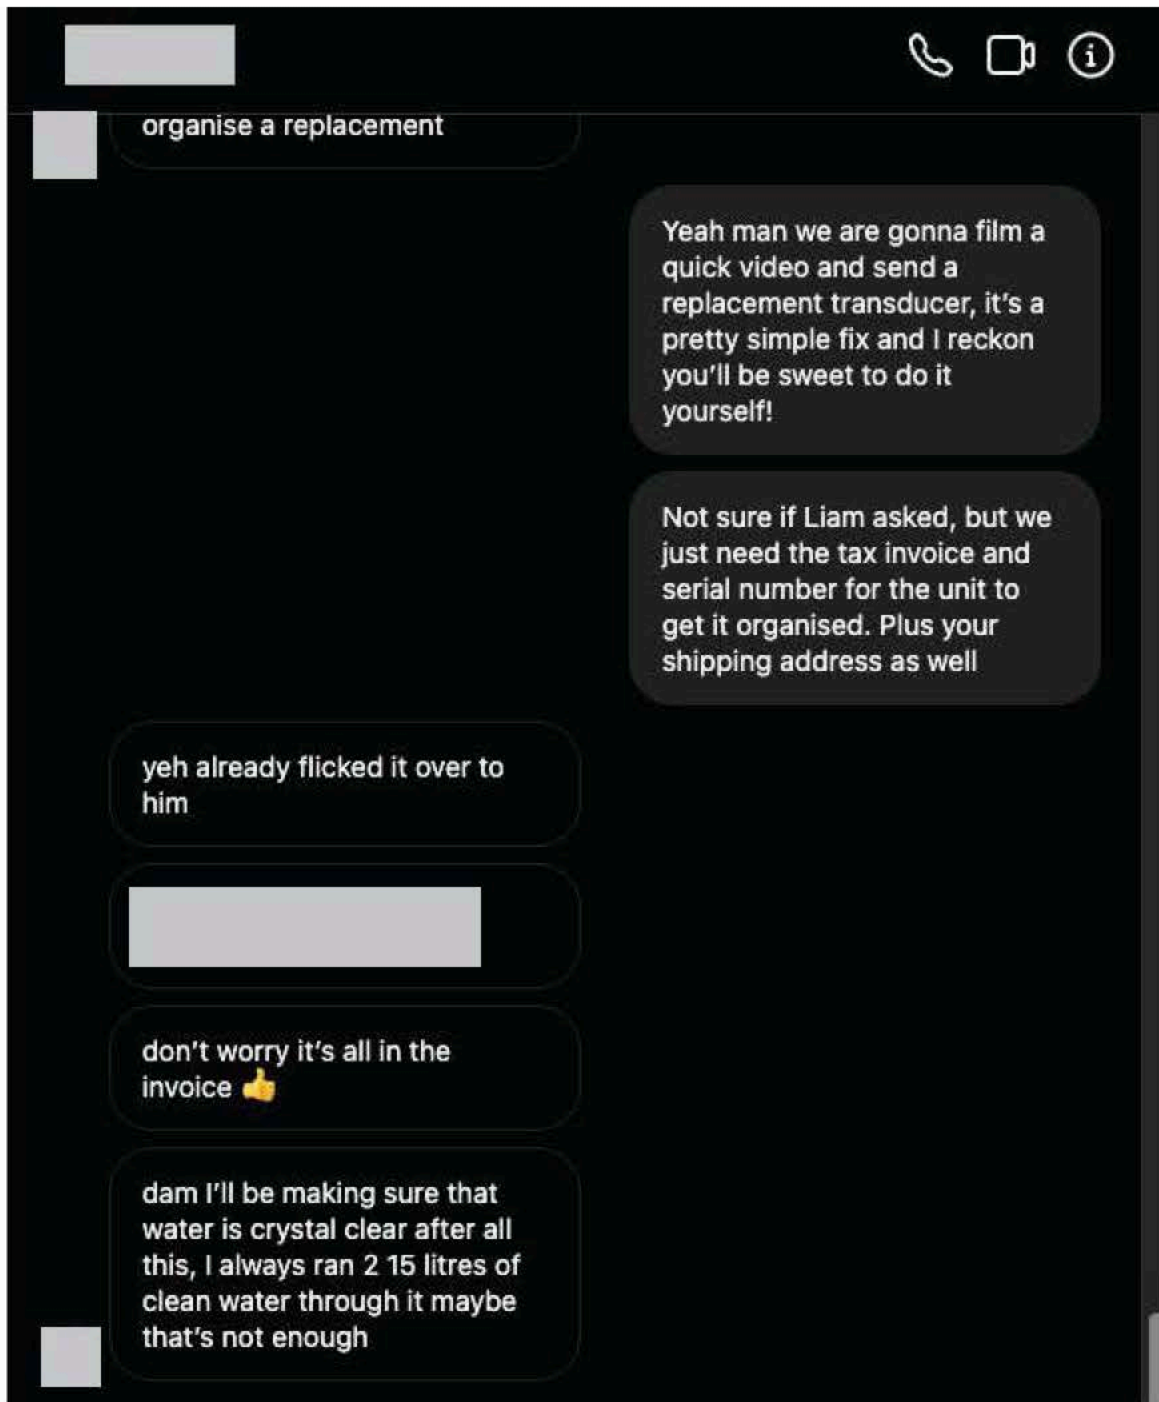 organise a replacement
Yeah man we are gonna film a
quick video and send a
replacement transducer, it's a
pretty simple fix and I reckon
you'll be sweet to do it
yourself!
Not sure if Liam asked, but we
just need the tax invoice and
serial number for the unit to
get it organised. Plus your
shipping address as well
yeh already flicked it over to
him
don't worry it's all in the
invoice 👍
dam I'll be making sure that
water is crystal clear after all
this, I always ran 2 15 litres of
clean water through it maybe
that's not enough